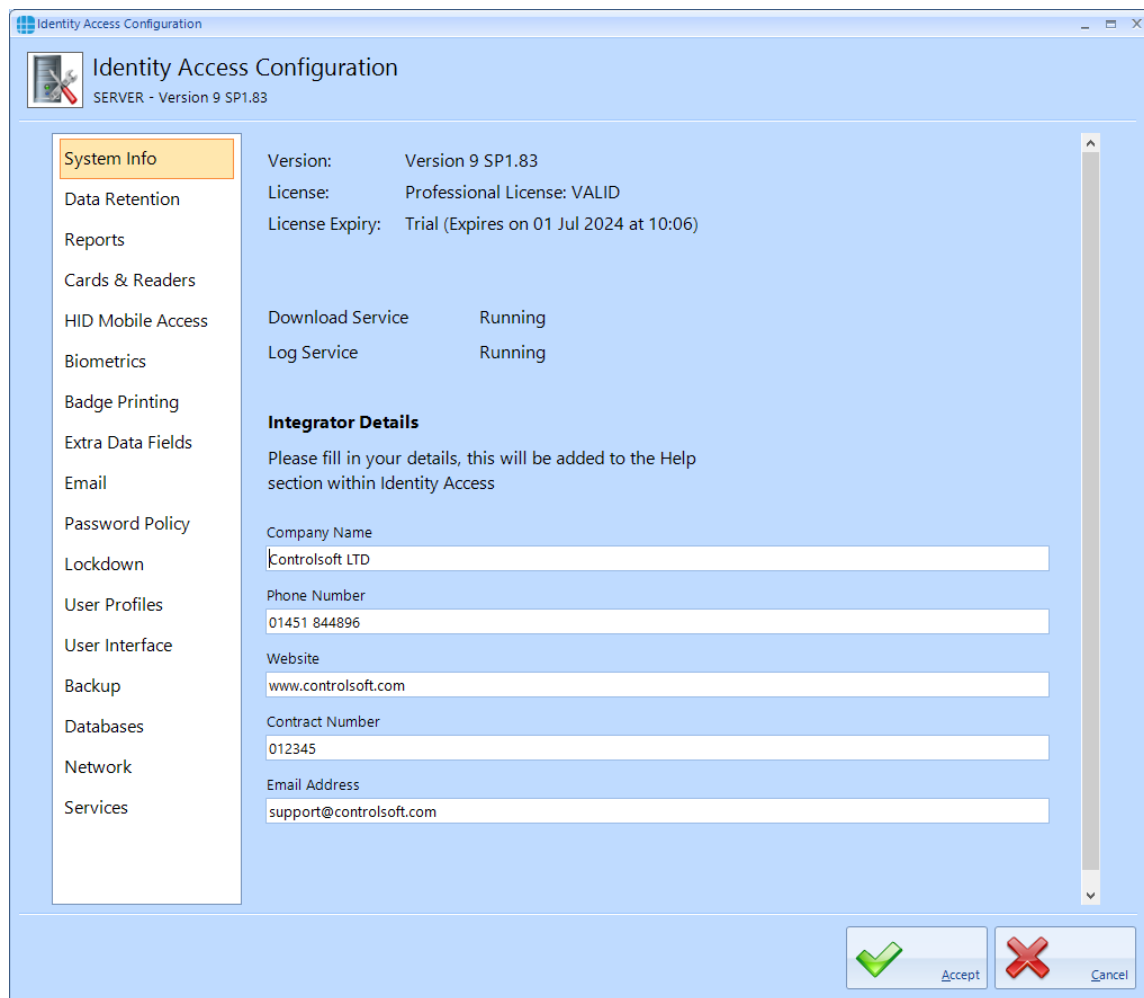 Identity Access Configuration
Identity Access Configuration
SERVER - Version 9 SP1.83
System Info
Data Retention
Reports
Cards & Readers
HID Mobile Access
Biometrics
Badge Printing
Extra Data Fields
Email
Password Policy
Lockdown
User Profiles
User Interface
Backup
Databases
Network
Services
Version: Version 9 SP1.83
License: Professional License: VALID
License Expiry: Trial (Expires on 01 Jul 2024 at 10:06)
Download Service Running
Log Service Running
Integrator Details
Please fill in your details, this will be added to the Help
section within Identity Access
Company Name
Controlsoft LTD
Phone Number
01451 844896
Website
www.controlsoft.com
Contract Number
012345
Email Address
support@controlsoft.com
Accept
Cancel